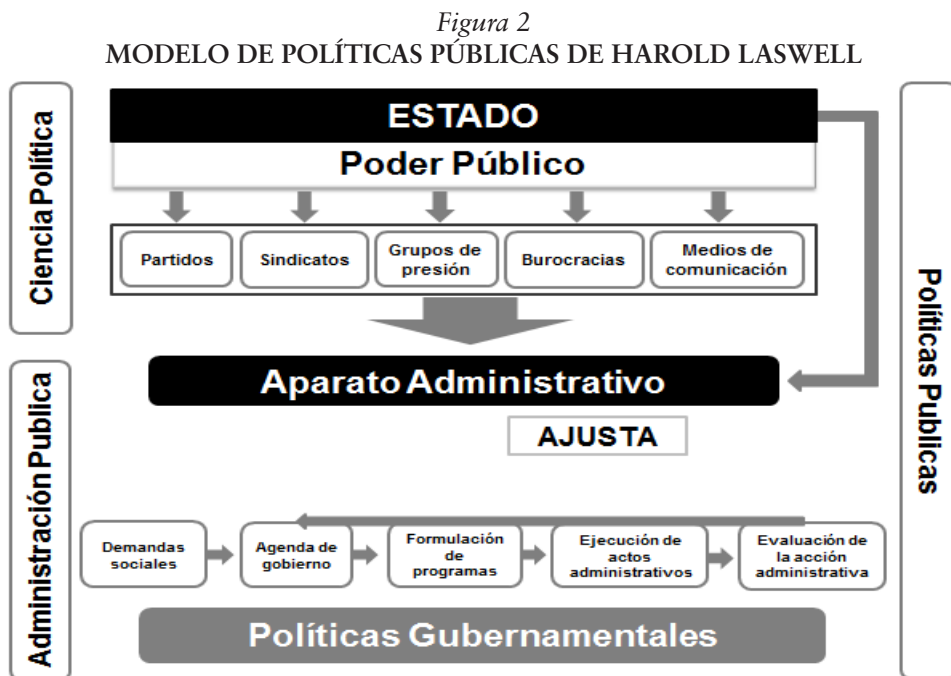 Figura 2
MODELO DE POLÍTICAS PÚBLICAS DE HAROLD LASWELL
Ciencia Política
ESTADO
Poder Público
Partidos
Sindicatos
Grupos de
presión
Burocracias
Medios de
comunicación
Políticas Publicas
Administración Publica
Aparato Administrativo
AJUSTA
Demandas
sociales
Agenda de
gobierno
Formulación
de
programas
Ejecución de
actos
administrativos
Evaluación de
la acción
administrativa
Políticas Gubernamentales